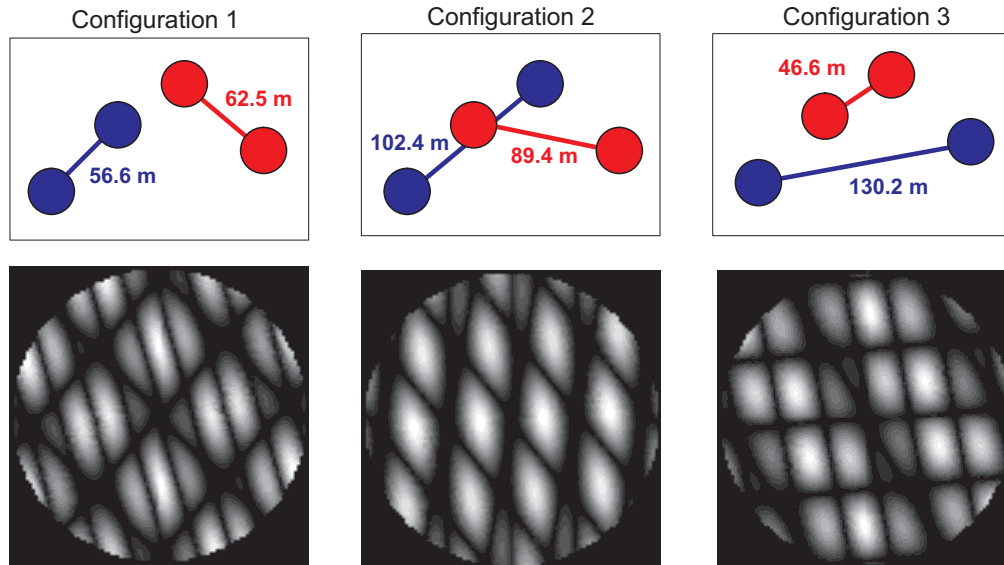 Configuration 1
Configuration 2
Configuration 3
62.5 m
56.6 m
102.4 m
89.4 m
46.6 m
130.2 m